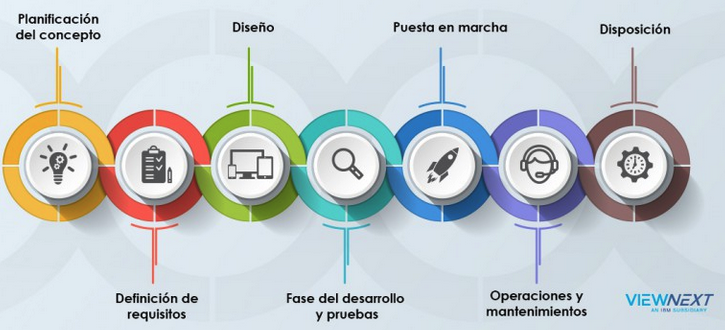 Planificación
del concepto
Diseño
Puesta en marcha
Disposición
Definición de
requisitos
Fase del desarrollo
y pruebas
Operaciones y
mantenimientos
VIEWNEXT
AN IBM SUBSIDIARY